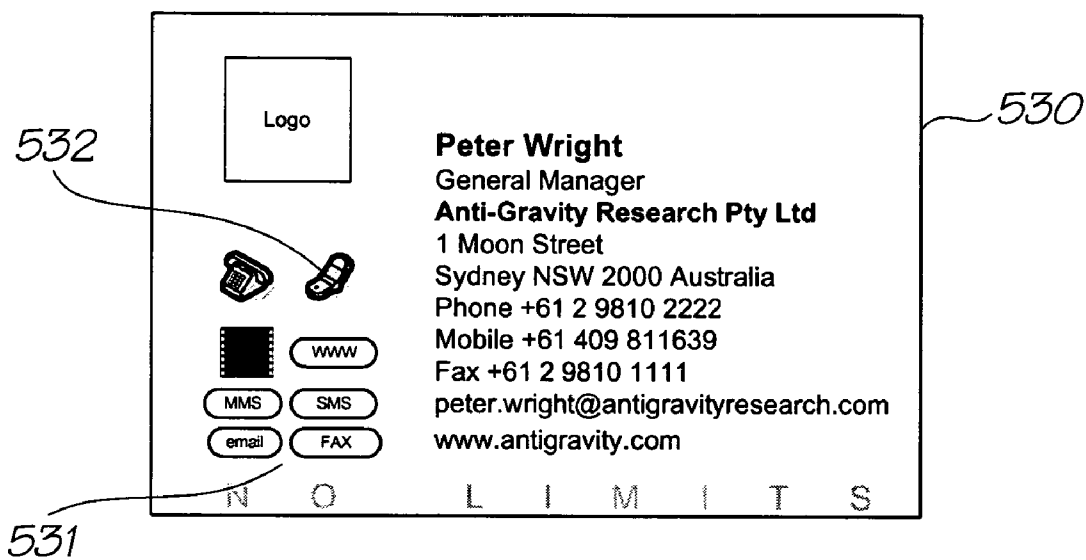 Logo
532
530
Peter Wright
General Manager
Anti-Gravity Research Pty Ltd
1 Moon Street
Sydney NSW 2000 Australia
Phone +61 2 9810 2222
Mobile +61 409 811639
Fax +61 2 9810 1111
peter.wright@antigravityresearch.com
www.antigravity.com
WWW
MMS SMS
email FAX
NO LIMITS
531